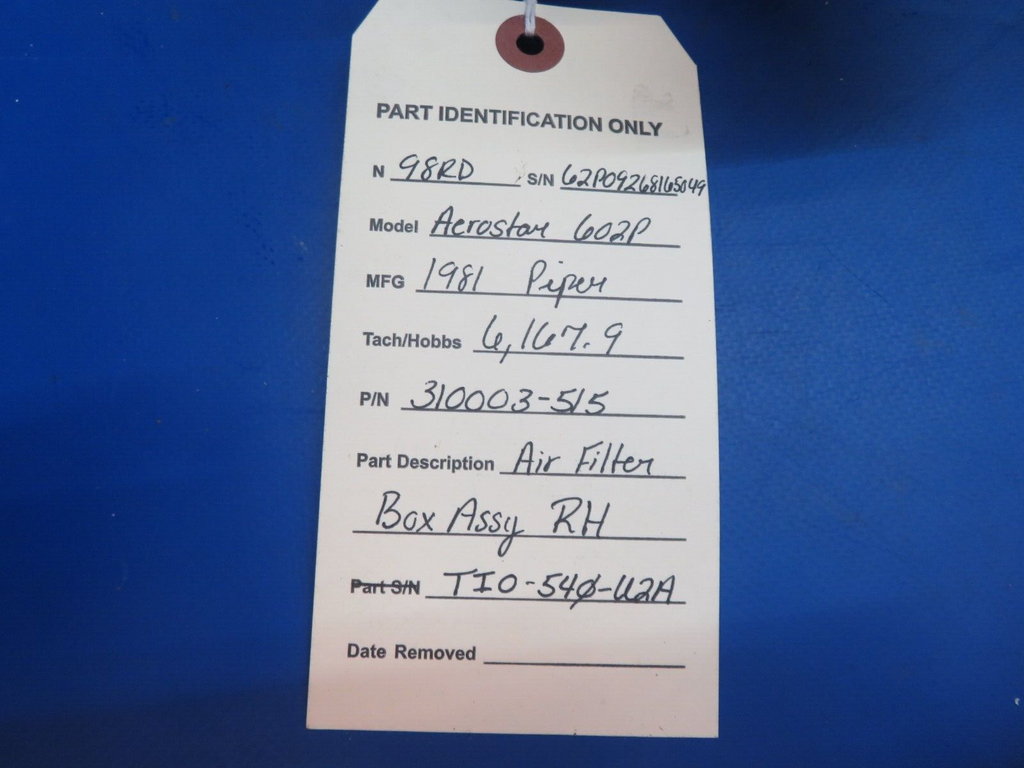 PART IDENTIFICATION ONLY
N 98RD S/N 62P09268165049
Model Aerostar 602P
MFG 1981 Piper
Tach/Hobbs 6,167.9
P/N 310003-515
Part Description Air Filter
Box Assy RH
Part S/N TIO-540-U2A
Date Removed